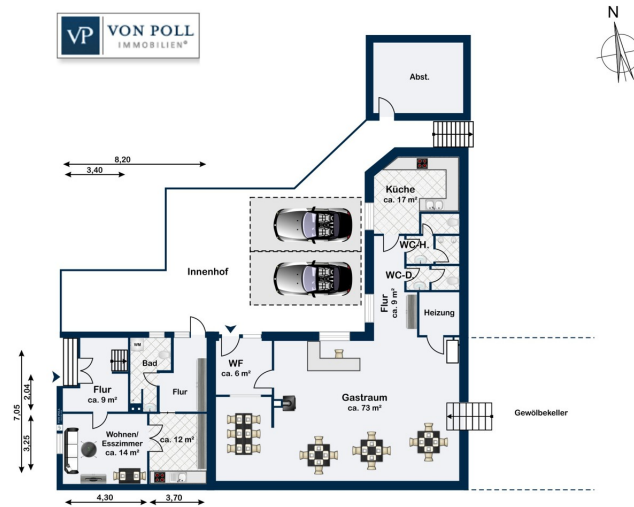 VP VON POLL
IMMOBILIEN®
N
Abst.
8,20
3,40
Küche
ca. 17 m²
WC-H.
WC-D.
Innenhof
Flur
ca. 9 m²
Heizung
WM
Bad
WF
ca. 6 m²
Flur
ca. 9 m²
Flur
Gastraum
ca. 73 m²
Gewölbekeller
7,05
2,04
3,25
Wohnen/
Esszimmer
ca. 14 m²
ca. 12 m²
4,30
3,70